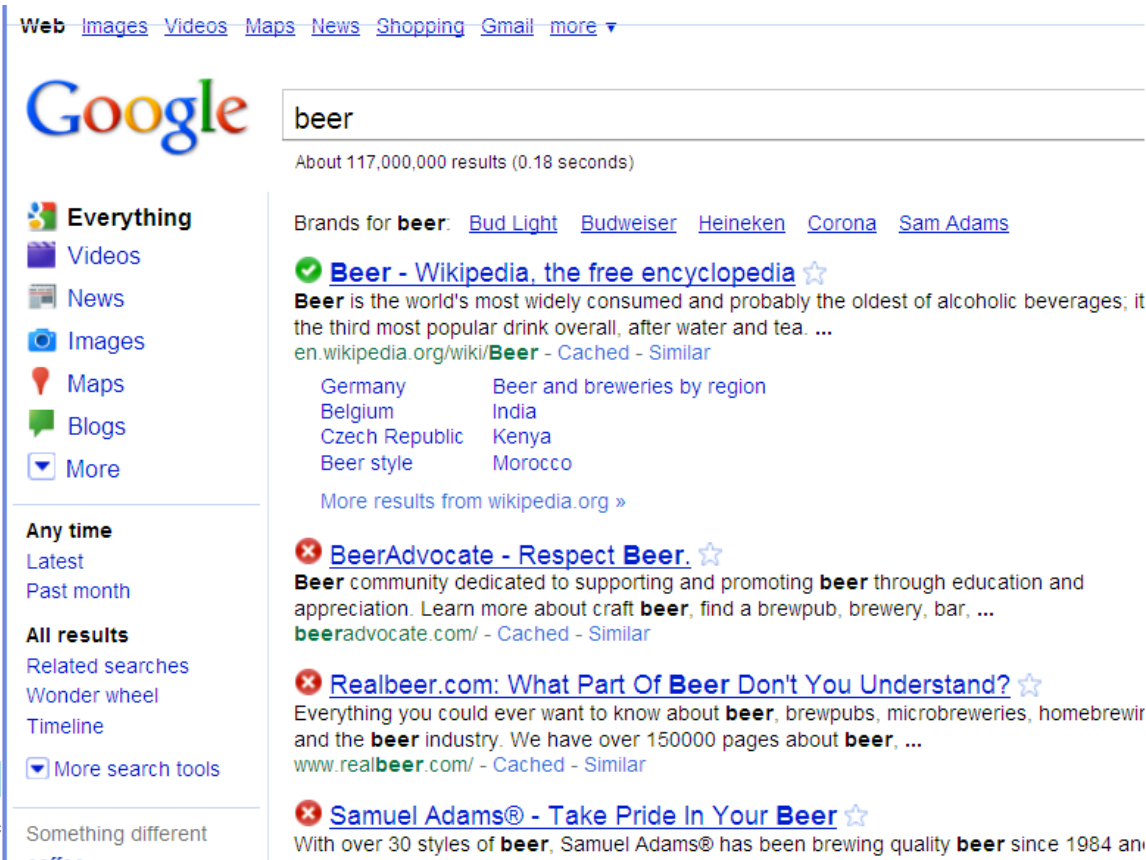 Web Images Videos Maps News Shopping Gmail more
Google
beer
About 117,000,000 results (0.18 seconds)
Everything
Videos
News
Images
Maps
Blogs
More
Any time
Latest
Past month
All results
Related searches
Wonder wheel
Timeline
More search tools
Something different
Brands for beer: Bud Light Budweiser Heineken Corona Sam Adams
Beer - Wikipedia, the free encyclopedia
Beer is the world's most widely consumed and probably the oldest of alcoholic beverages; it
the third most popular drink overall, after water and tea. ...
en.wikipedia.org/wiki/Beer - Cached - Similar
Germany Beer and breweries by region
Belgium India
Czech Republic Kenya
Beer style Morocco
More results from wikipedia.org »
BeerAdvocate - Respect Beer.
Beer community dedicated to supporting and promoting beer through education and
appreciation. Learn more about craft beer, find a brewpub, brewery, bar, ...
beeradvocate.com/ - Cached - Similar
Realbeer.com: What Part Of Beer Don't You Understand?
Everything you could ever want to know about beer, brewpubs, microbreweries, homebrewin
and the beer industry. We have over 150000 pages about beer, ...
www.realbeer.com/ - Cached - Similar
Samuel Adams® - Take Pride In Your Beer
With over 30 styles of beer, Samuel Adams® has been brewing quality beer since 1984 an